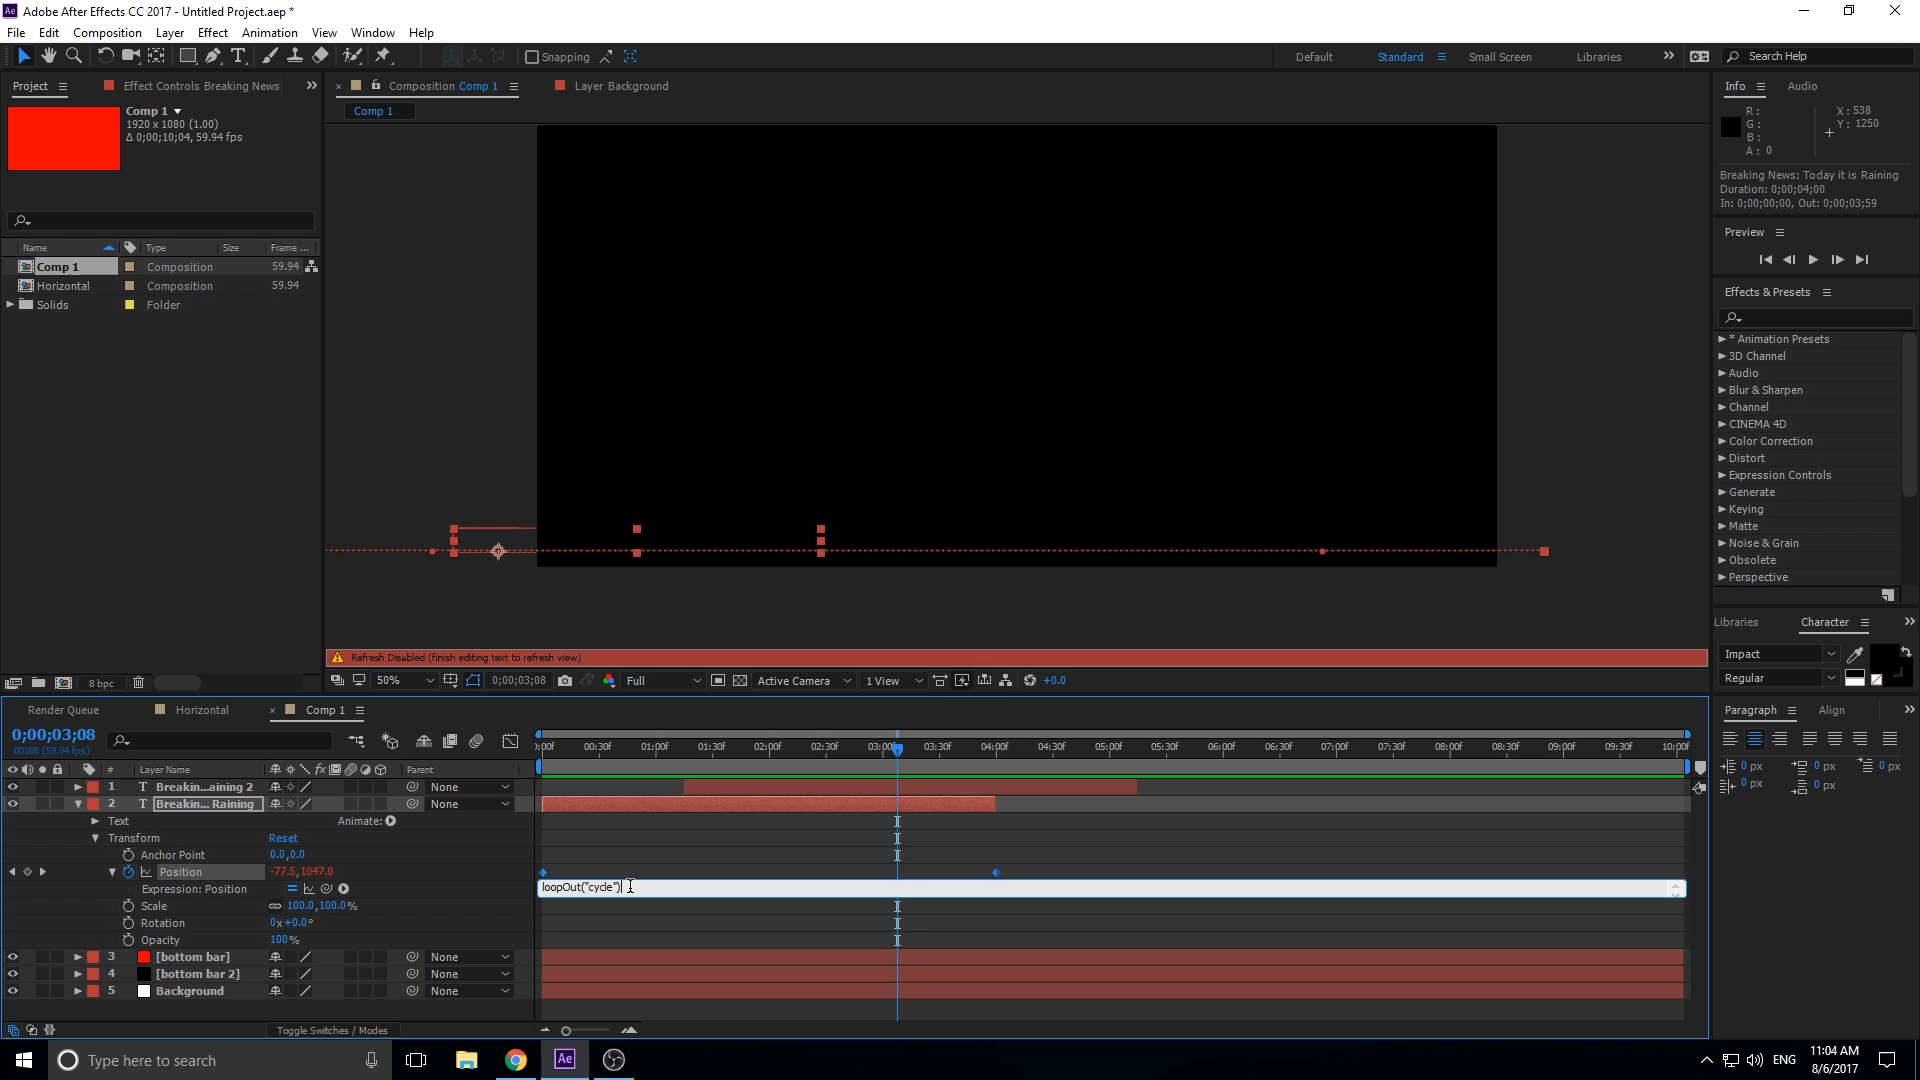 Adobe After Effects CC 2017 - Untitled Project.aep *
File Edit Composition Layer Effect Animation View Window Help
Snapping
Default Standard Small Screen Libraries
Search Help
Project
Effect Controls Breaking News
Composition Comp 1
Layer Background
Info Audio
Comp 1
1920 x 1080 (1.00)
Δ 0;00;10;04, 59.94 fps
Comp 1
R:
G:
B:
A: 0
X: 538
Y: 1250
Breaking News: Today it is Raining
Duration: 0;00;04;00
In: 0;00;00;00, Out: 0;00;03;59
Preview
Effects & Presets
Name Type Size Frame ...
Comp 1 Composition 59.94
Horizontal Composition 59.94
Solids Folder
* Animation Presets
3D Channel
Audio
Blur & Sharpen
Channel
CINEMA 4D
Color Correction
Distort
Expression Controls
Generate
Keying
Matte
Noise & Grain
Obsolete
Perspective
Libraries Character
Impact
Regular
Refresh Disabled (finish editing text to refresh view)
8 bpc
50% 0;00;03;08 Full Active Camera 1 View +0.0
Render Queue Horizontal Comp 1
Paragraph Align
0;00;03;08
00188 (59.94 fps)
:00f 00:30f 01:00f 01:30f 02:00f 02:30f 03:00f 03:30f 04:00f 04:30f 05:00f 05:30f 06:00f 06:30f 07:00f 07:30f 08:00f 08:30f 09:00f 09:30f 10:00f
0 px 0 px 0 px
0 px 0 px
# Layer Name fx Parent
1 T Breakin...aining 2 None
2 T Breakin... Raining None
Text Animate:
Transform Reset
Anchor Point 0.0,0.0
Position -77.5,1047.0
Expression: Position loopOut("cycle")
Scale 100.0,100.0%
Rotation 0x+0.0°
Opacity 100%
3 [bottom bar] None
4 [bottom bar 2] None
5 Background None
Toggle Switches / Modes
Type here to search
Ae
ENG
11:04 AM
8/6/2017